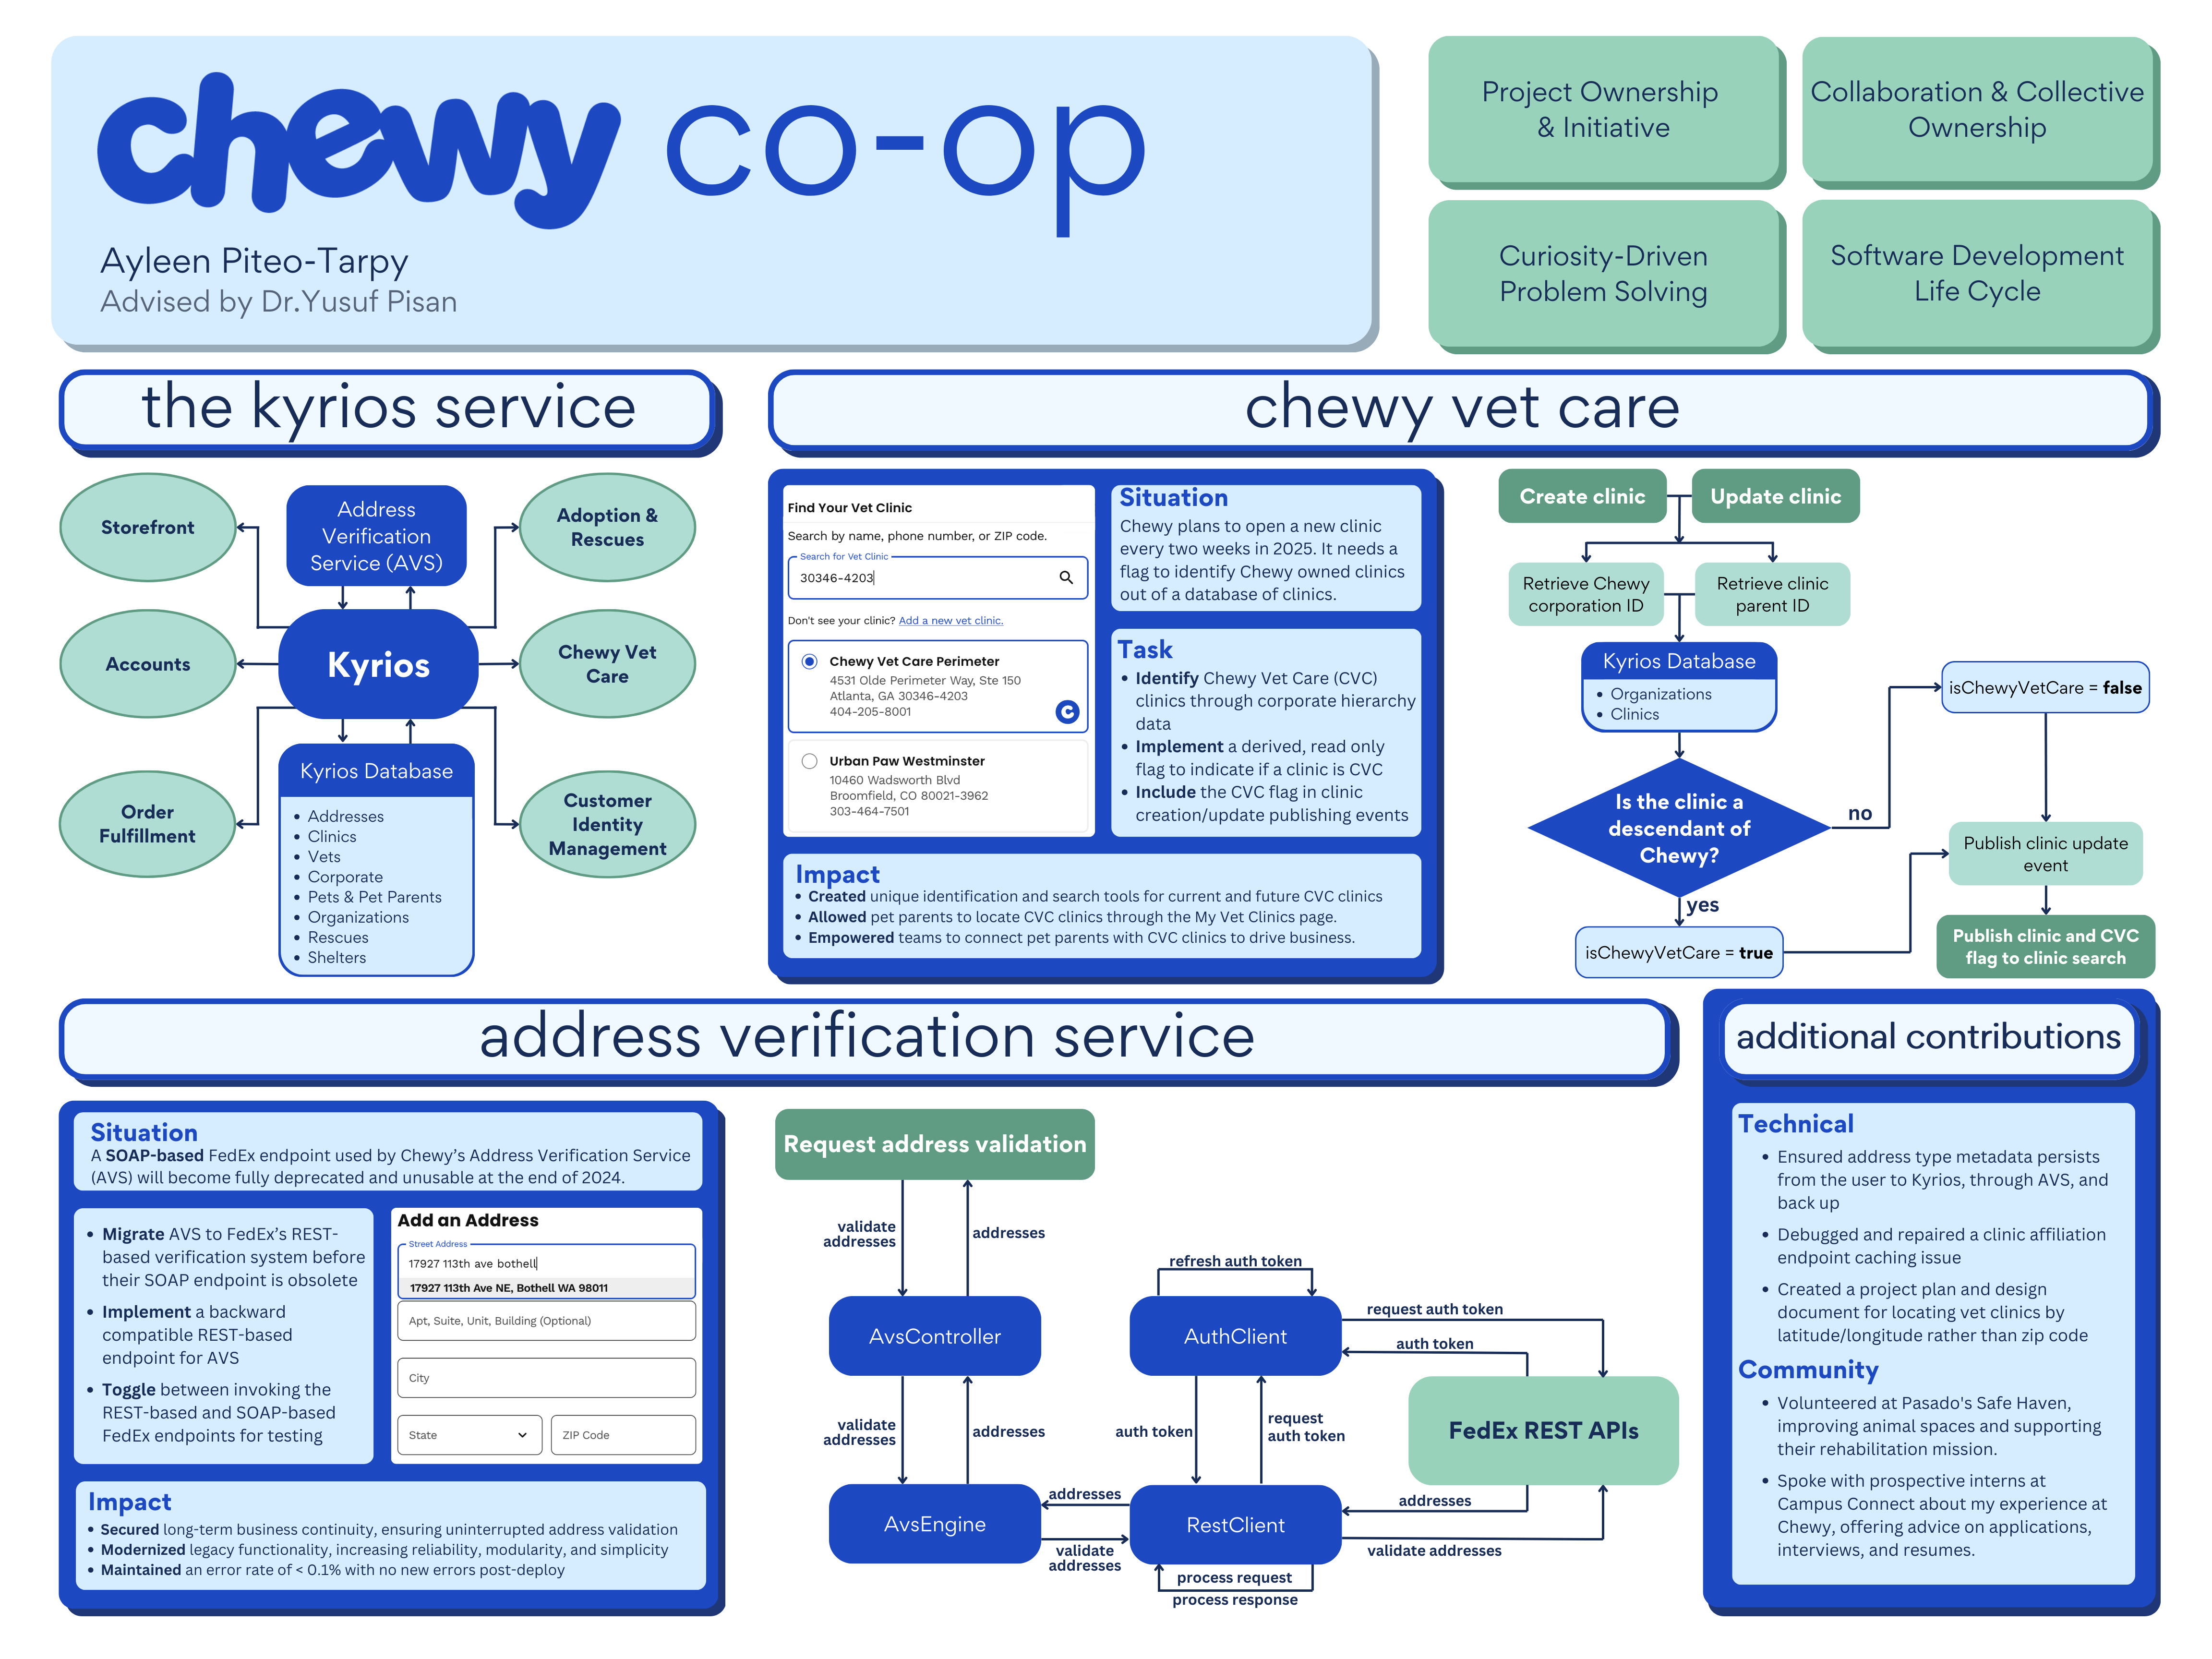 chewy co-op
Ayleen Piteo-Tarpy
Advised by Dr.Yusuf Pisan
Project Ownership
& Initiative
Collaboration & Collective
Ownership
Curiosity-Driven
Problem Solving
Software Development
Life Cycle
the kyrios service
Storefront
Accounts
Order
Fulfillment
Address
Verification
Service (AVS)
Kyrios
Kyrios Database
• Addresses
• Clinics
• Vets
• Corporate
• Pets & Pet Parents
• Organizations
• Rescues
• Shelters
Adoption &
Rescues
Chewy Vet
Care
Customer
Identity
Management
chewy vet care
Find Your Vet Clinic
Search by name, phone number, or ZIP code.
Search for Vet Clinic
30346-4203
Don't see your clinic? Add a new vet clinic.
Chewy Vet Care Perimeter
4531 Olde Perimeter Way, Ste 150
Atlanta, GA 30346-4203
404-205-8001
C
Urban Paw Westminster
10460 Wadsworth Blvd
Broomfield, CO 80021-3962
303-464-7501
Situation
Chewy plans to open a new clinic
every two weeks in 2025. It needs a
flag to identify Chewy owned clinics
out of a database of clinics.
Task
• Identify Chewy Vet Care (CVC)
clinics through corporate hierarchy
data
• Implement a derived, read only
flag to indicate if a clinic is CVC
• Include the CVC flag in clinic
creation/update publishing events
Impact
• Created unique identification and search tools for current and future CVC clinics
• Allowed pet parents to locate CVC clinics through the My Vet Clinics page.
• Empowered teams to connect pet parents with CVC clinics to drive business.
Create clinic
Update clinic
Retrieve Chewy
corporation ID
Retrieve clinic
parent ID
Kyrios Database
• Organizations
• Clinics
Is the clinic a
descendant of
Chewy?
no
yes
isChewyVetCare = false
isChewyVetCare = true
Publish clinic update
event
Publish clinic and CVC
flag to clinic search
address verification service
Situation
A SOAP-based FedEx endpoint used by Chewy's Address Verification Service
(AVS) will become fully deprecated and unusable at the end of 2024.
• Migrate AVS to FedEx's REST-
based verification system before
their SOAP endpoint is obsolete
• Implement a backward
compatible REST-based
endpoint for AVS
• Toggle between invoking the
REST-based and SOAP-based
FedEx endpoints for testing
Add an Address
Street Address
17927 113th ave bothell
17927 113th Ave NE, Bothell WA 98011
Apt, Suite, Unit, Building (Optional)
City
State
ZIP Code
Impact
• Secured long-term business continuity, ensuring uninterrupted address validation
• Modernized legacy functionality, increasing reliability, modularity, and simplicity
• Maintained an error rate of < 0.1% with no new errors post-deploy
Request address validation
validate
addresses
addresses
AvsController
validate
addresses
addresses
AvsEngine
addresses
validate
addresses
refresh auth token
AuthClient
auth token
request
auth token
RestClient
process request
process response
request auth token
auth token
FedEx REST APIs
addresses
validate addresses
additional contributions
Technical
• Ensured address type metadata persists
from the user to Kyrios, through AVS, and
back up
• Debugged and repaired a clinic affiliation
endpoint caching issue
• Created a project plan and design
document for locating vet clinics by
latitude/longitude rather than zip code
Community
• Volunteered at Pasado's Safe Haven,
improving animal spaces and supporting
their rehabilitation mission.
• Spoke with prospective interns at
Campus Connect about my experience at
Chewy, offering advice on applications,
interviews, and resumes.